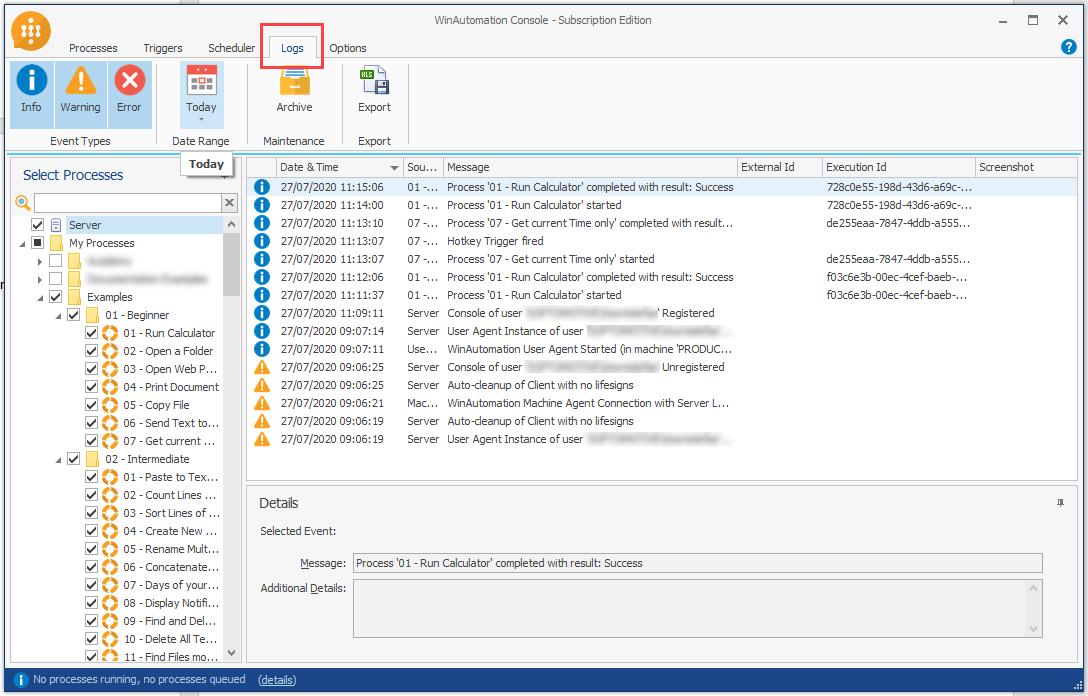 WinAutomation Console - Subscription Edition
Processes Triggers Scheduler Logs Options
Info Warning Error Today Archive Export
Event Types Date Range Maintenance Export
Today
Select Processes
Server
My Processes
Examples
01 - Beginner
01 - Run Calculator
02 - Open a Folder
03 - Open Web P...
04 - Print Document
05 - Copy File
06 - Send Text to...
07 - Get current ...
02 - Intermediate
01 - Paste to Tex...
02 - Count Lines ...
03 - Sort Lines of ...
04 - Create New ...
05 - Rename Mult...
06 - Concatenate...
07 - Days of your...
08 - Display Notifi...
09 - Find and Del...
10 - Delete All Te...
11 - Find Files mo...
Date & Time Sou... Message External Id Execution Id Screenshot
27/07/2020 11:15:06 01 -... Process '01 - Run Calculator' completed with result: Success 728c0e55-198d-43d6-a69c-...
27/07/2020 11:14:00 01 -... Process '01 - Run Calculator' started 728c0e55-198d-43d6-a69c-...
27/07/2020 11:13:10 07 -... Process '07 - Get current Time only' completed with result... de255eaa-7847-4ddb-a555...
27/07/2020 11:13:07 07 -... Hotkey Trigger fired
27/07/2020 11:13:07 07 -... Process '07 - Get current Time only' started de255eaa-7847-4ddb-a555...
27/07/2020 11:12:06 01 -... Process '01 - Run Calculator' completed with result: Success f03c6e3b-00ec-4cef-baeb-...
27/07/2020 11:11:37 01 -... Process '01 - Run Calculator' started f03c6e3b-00ec-4cef-baeb-...
27/07/2020 11:09:11 Server Console of user ' ' Registered
27/07/2020 09:07:14 Server User Agent Instance of user ' ...
27/07/2020 09:07:11 Use... WinAutomation User Agent Started (in machine 'PRODUC...
27/07/2020 09:06:25 Server Console of user ' ' Unregistered
27/07/2020 09:06:25 Server Auto-cleanup of Client with no lifesigns
27/07/2020 09:06:21 Mac... WinAutomation Machine Agent Connection with Server L...
27/07/2020 09:06:19 Server Auto-cleanup of Client with no lifesigns
27/07/2020 09:06:19 Server User Agent Instance of user ' ...
Details
Selected Event:
Message: Process '01 - Run Calculator' completed with result: Success
Additional Details:
No processes running, no processes queued (details)